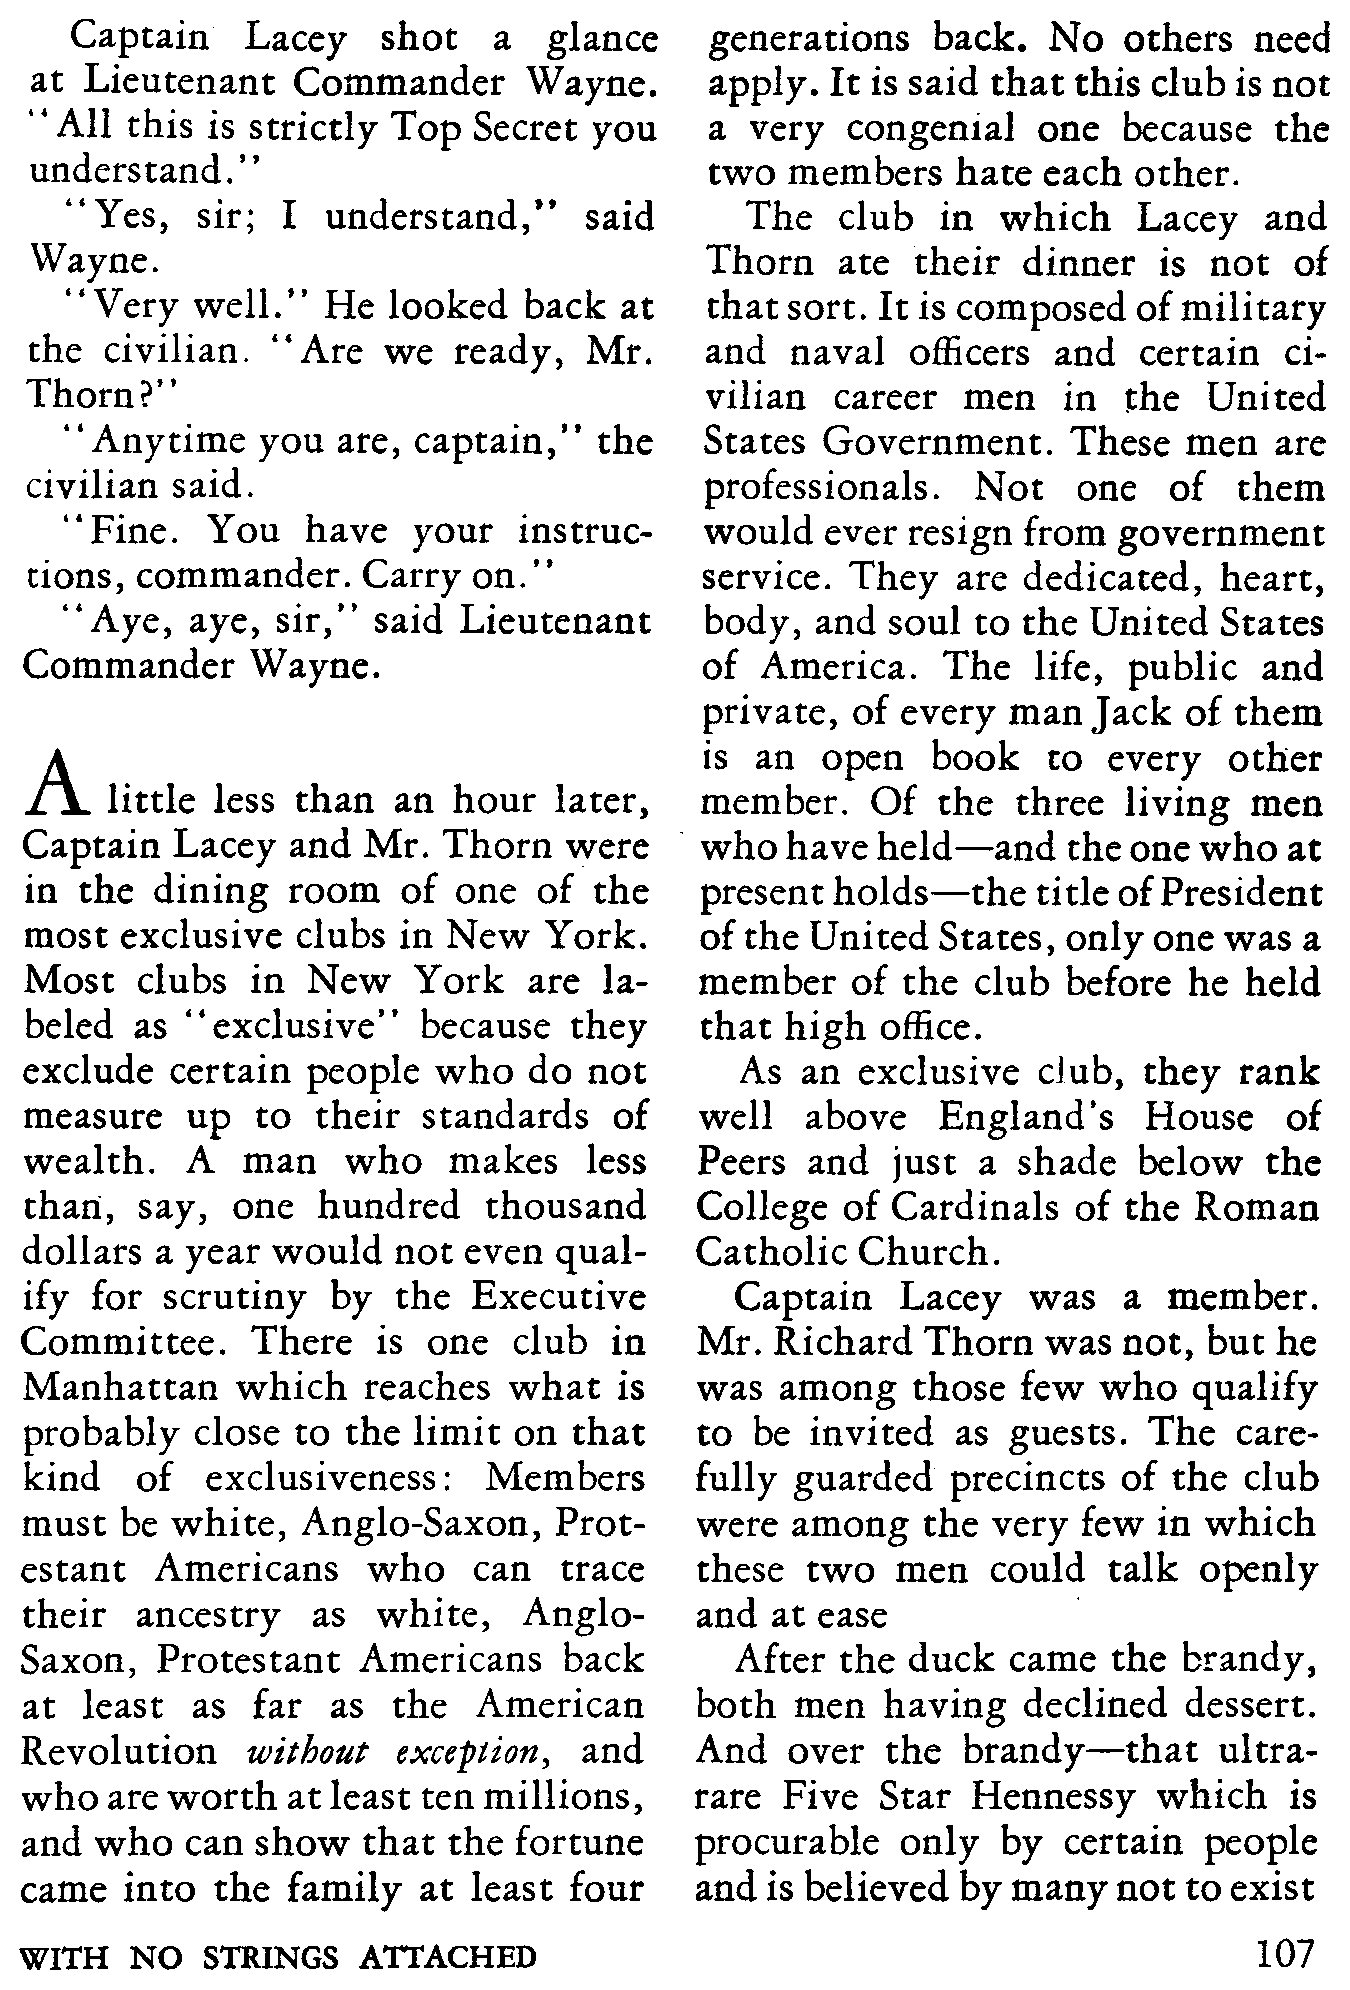 Captain Lacey shot a glance
at Lieutenant Commander Wayne.
"All this is strictly Top Secret you
understand."
"Yes, sir; I understand," said
Wayne.
"Very well." He looked back at
the civilian. "Are we ready, Mr.
Thorn?"
"Anytime you are, captain," the
civilian said.
"Fine. You have your instruc-
tions, commander. Carry on."
"Aye, aye, sir," said Lieutenant
Commander Wayne.
A little less than an hour later,
Captain Lacey and Mr. Thorn were
in the dining room of one of the
most exclusive clubs in New York.
Most clubs in New York are la-
beled as "exclusive" because they
exclude certain people who do not
measure up to their standards of
wealth. A man who makes less
than, say, one hundred thousand
dollars a year would not even qual-
ify for scrutiny by the Executive
Committee. There is one club in
Manhattan which reaches what is
probably close to the limit on that
kind of exclusiveness: Members
must be white, Anglo-Saxon, Prot-
estant Americans who can trace
their ancestry as white, Anglo-
Saxon, Protestant Americans back
at least as far as the American
Revolution without exception, and
who are worth at least ten millions,
and who can show that the fortune
came into the family at least four
generations back. No others need
apply. It is said that this club is not
a very congenial one because the
two members hate each other.
The club in which Lacey and
Thorn ate their dinner is not of
that sort. It is composed of military
and naval officers and certain ci-
vilian career men in the United
States Government. These men are
professionals. Not one of them
would ever resign from government
service. They are dedicated, heart,
body, and soul to the United States
of America. The life, public and
private, of every man Jack of them
is an open book to every other
member. Of the three living men
who have held—and the one who at
present holds—the title of President
of the United States, only one was a
member of the club before he held
that high office.
As an exclusive club, they rank
well above England's House of
Peers and just a shade below the
College of Cardinals of the Roman
Catholic Church.
Captain Lacey was a member.
Mr. Richard Thorn was not, but he
was among those few who qualify
to be invited as guests. The care-
fully guarded precincts of the club
were among the very few in which
these two men could talk openly
and at ease
After the duck came the brandy,
both men having declined dessert.
And over the brandy—that ultra-
rare Five Star Hennessy which is
procurable only by certain people
and is believed by many not to exist
WITH NO STRINGS ATTACHED
107